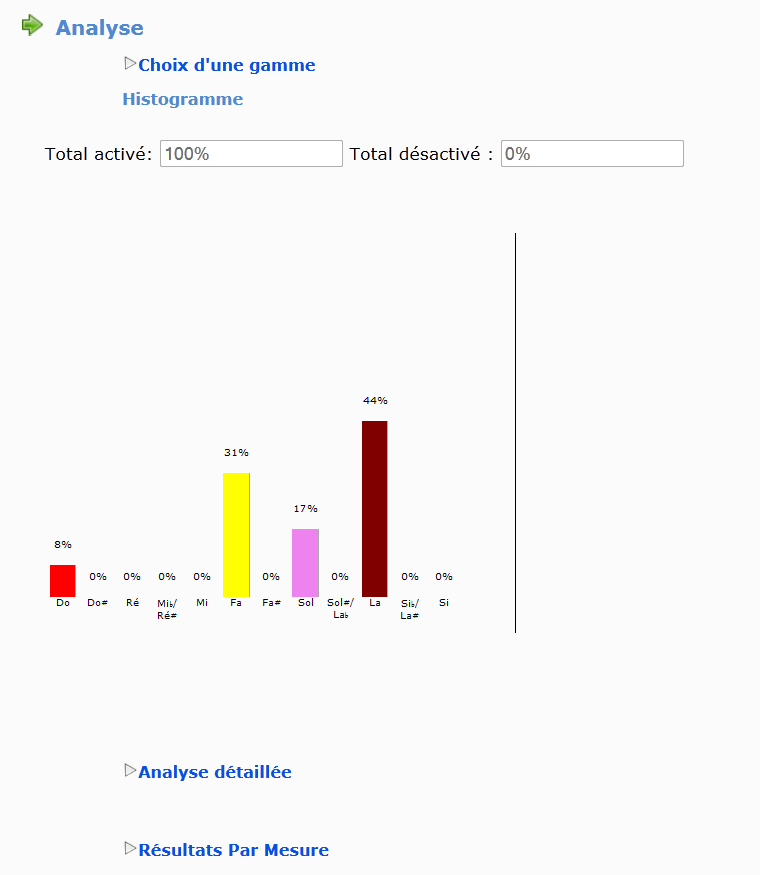 Analyse
Choix d'une gamme
Histogramme
Total activé: 100% Total désactivé : 0%
44%
31%
17%
8%
0% 0% 0% 0% 0% 0% 0% 0%
Do Do# Ré Mi♭/ Mi Fa Fa# Sol Sol#/ La Si♭/ Si
Ré# La♭ La#
Analyse détaillée
Résultats Par Mesure